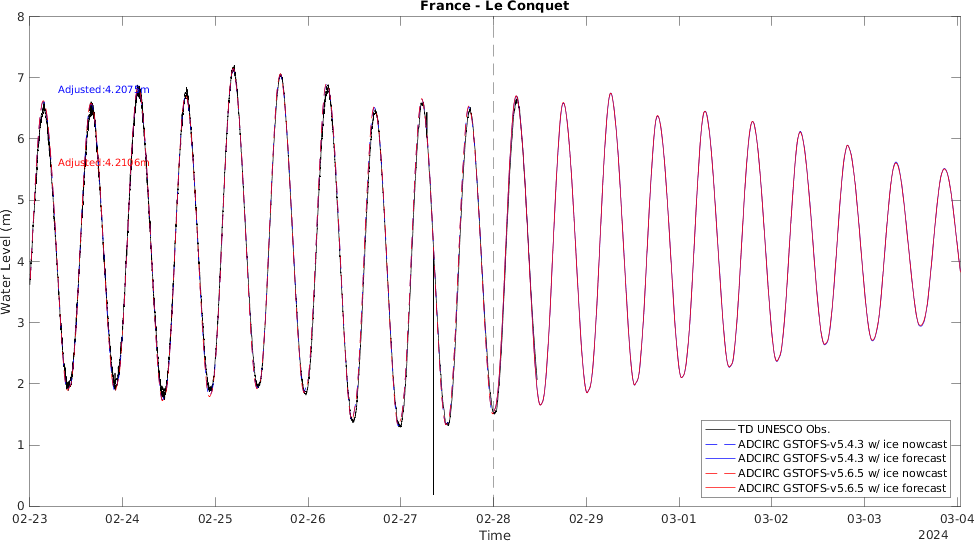 France - Le Conquet
8
7
6
5
4
3
2
1
0
Water Level (m)
Adjusted:4.2075m
Adjusted:4.2106m
TD UNESCO Obs.
ADCIRC GSTOFS-v5.4.3 w/ ice nowcast
ADCIRC GSTOFS-v5.4.3 w/ ice forecast
ADCIRC GSTOFS-v5.6.5 w/ ice nowcast
ADCIRC GSTOFS-v5.6.5 w/ ice forecast
02-23 02-24 02-25 02-26 02-27 02-28 02-29 03-01 03-02 03-03 03-04
Time
2024